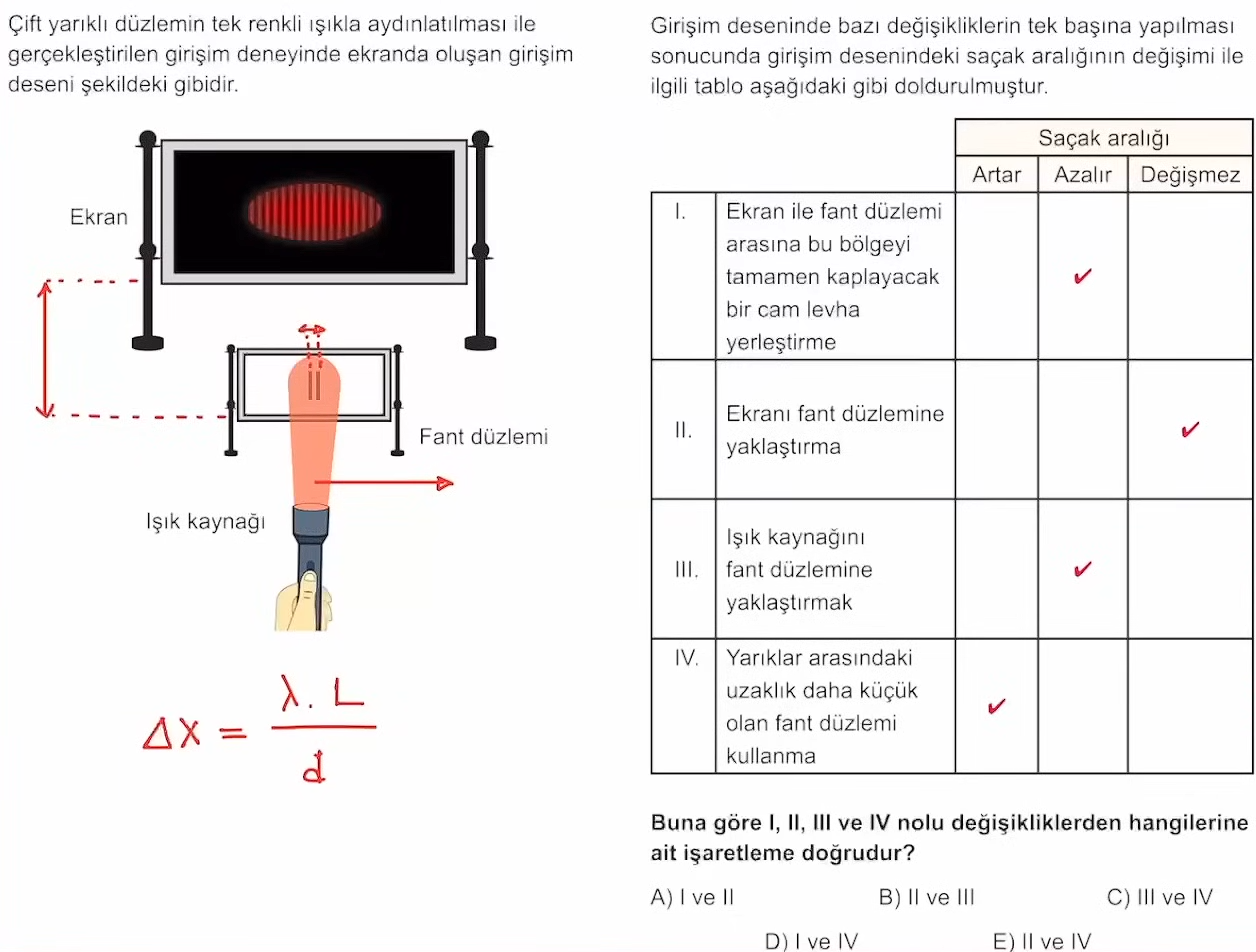 Çift yarıklı düzlemin tek renkli ışıkla aydınlatılması ile
gerçekleştirilen girişim deneyinde ekranda oluşan girişim
deseni şekildeki gibidir.
Ekran
Fant düzlemi
Işık kaynağı
Δx = λ. L
d
Girişim deseninde bazı değişikliklerin tek başına yapılması
sonucunda girişim desenindeki saçak aralığının değişimi ile
ilgili tablo aşağıdaki gibi doldurulmuştur.
Saçak aralığı
Artar Azalır Değişmez
I. Ekran ile fant düzlemi
arasına bu bölgeyi
tamamen kaplayacak
bir cam levha
yerleştirme ✓
II. Ekranı fant düzlemine
yaklaştırma ✓
III. Işık kaynağını
fant düzlemine
yaklaştırmak ✓
IV. Yarıklar arasındaki
uzaklık daha küçük
olan fant düzlemi
kullanma ✓
Buna göre I, II, III ve IV nolu değişikliklerden hangilerine
ait işaretleme doğrudur?
A) I ve II B) II ve III C) III ve IV
D) I ve IV E) II ve IV